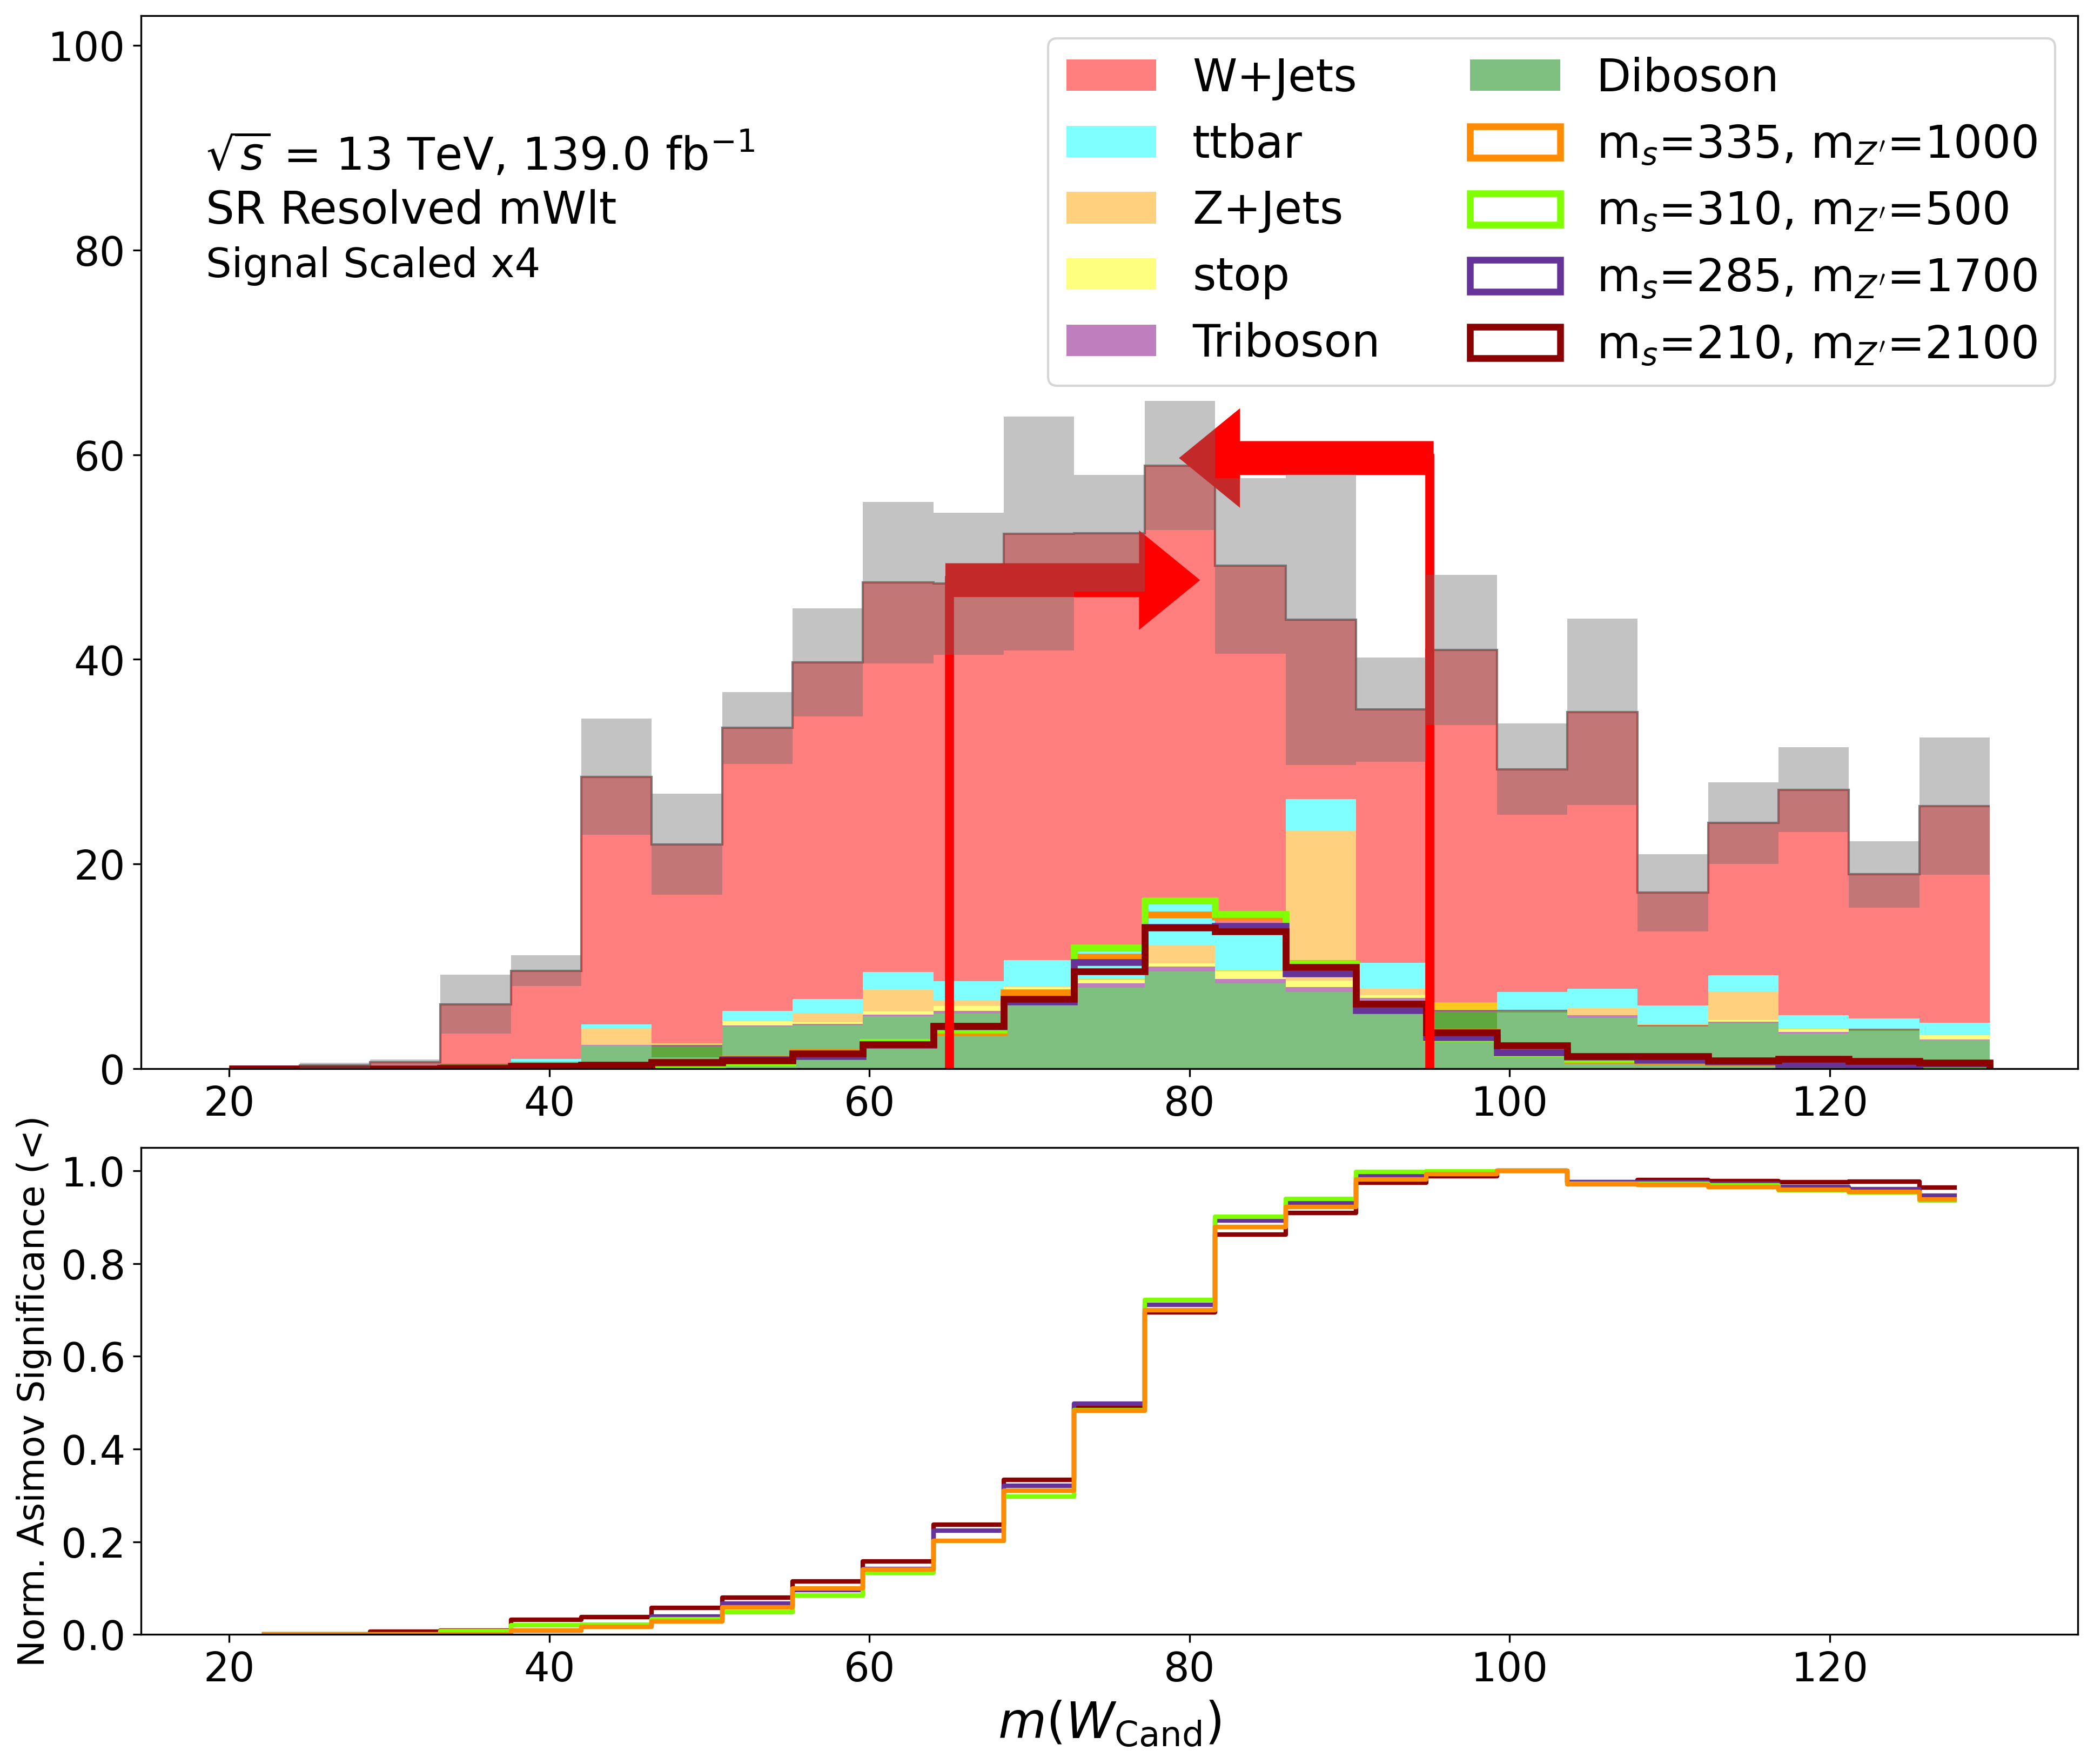 100
80
60
40
20
0
√s = 13 TeV, 139.0 fb⁻¹
SR Resolved mWlt
Signal Scaled x4
W+Jets
ttbar
Z+Jets
stop
Triboson
Diboson
mₛ=335, m_Z′=1000
mₛ=310, m_Z′=500
mₛ=285, m_Z′=1700
mₛ=210, m_Z′=2100
20 40 60 80 100 120
Norm. Asimov Significance (<)
1.0
0.8
0.6
0.4
0.2
0.0
20 40 60 80 100 120
m(W_Cand)